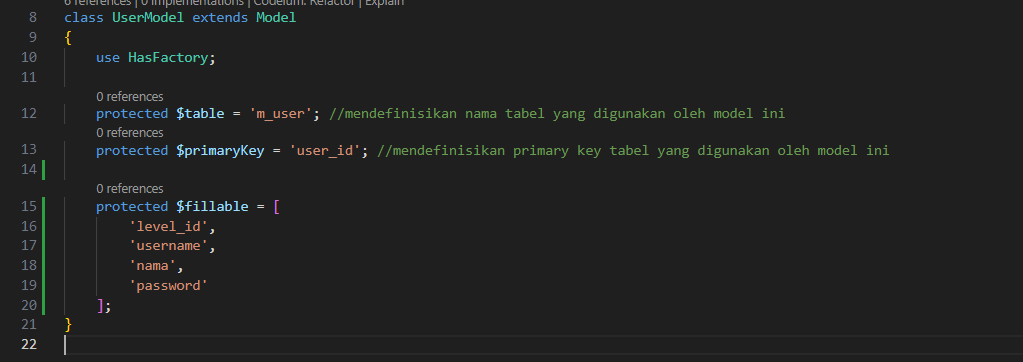 6 references | 0 implementations | Codeium: Refactor | Explain
8 class UserModel extends Model
9 {
10 use HasFactory;
11
0 references
12 protected $table = 'm_user'; //mendefinisikan nama tabel yang digunakan oleh model ini
0 references
13 protected $primaryKey = 'user_id'; //mendefinisikan primary key tabel yang digunakan oleh model ini
14
0 references
15 protected $fillable = [
16 'level_id',
17 'username',
18 'nama',
19 'password'
20 ];
21 }
22